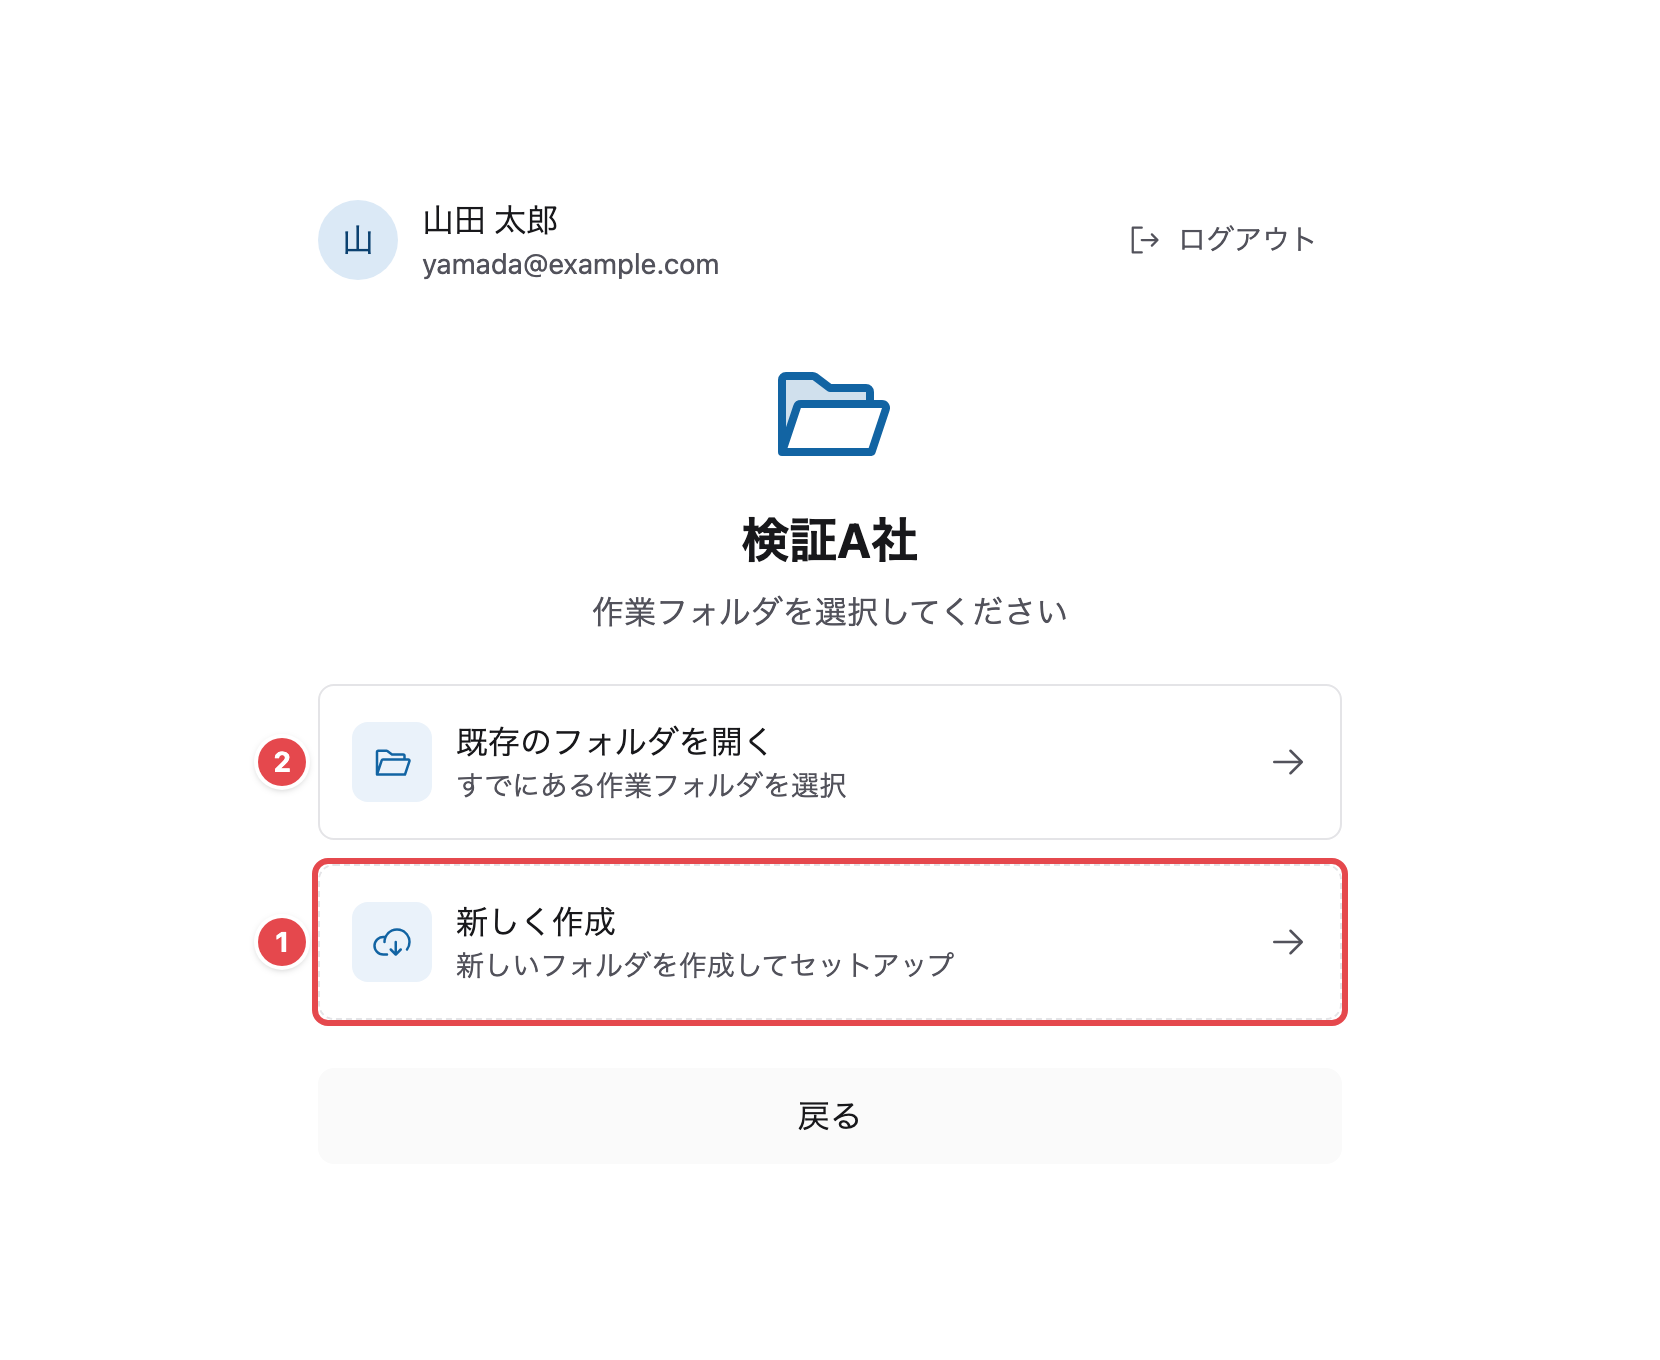 山
山田 太郎
yamada@example.com
ログアウト
検証A社
作業フォルダを選択してください
2
既存のフォルダを開く
すでにある作業フォルダを選択
1
新しく作成
新しいフォルダを作成してセットアップ
戻る